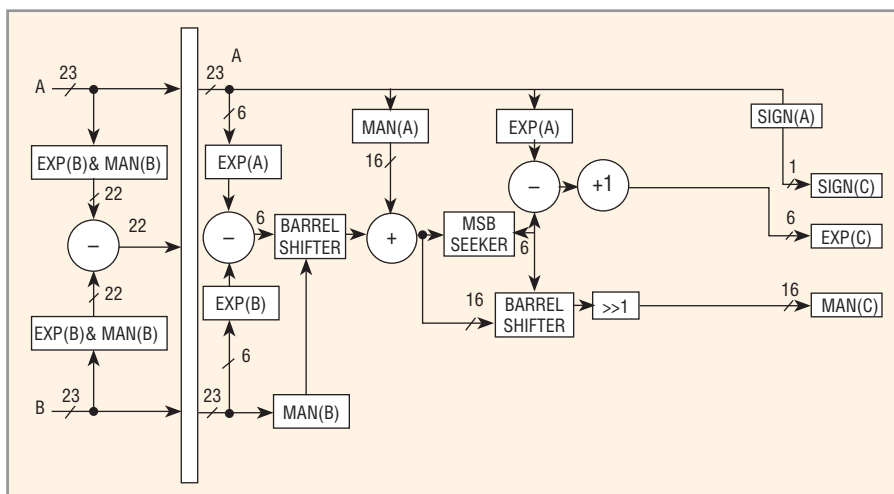 A
23
23
A
6
EXP(B)& MAN(B)
EXP(A)
MAN(A)
EXP(A)
SIGN(A)
16
1
SIGN(C)
22
22
−
−
6
BARREL
SHIFTER
+
MSB
SEEKER
6
−
+1
6
EXP(C)
22
EXP(B)& MAN(B)
EXP(B)
16
BARREL
SHIFTER
>>1
16
MAN(C)
6
B
23
23
MAN(B)